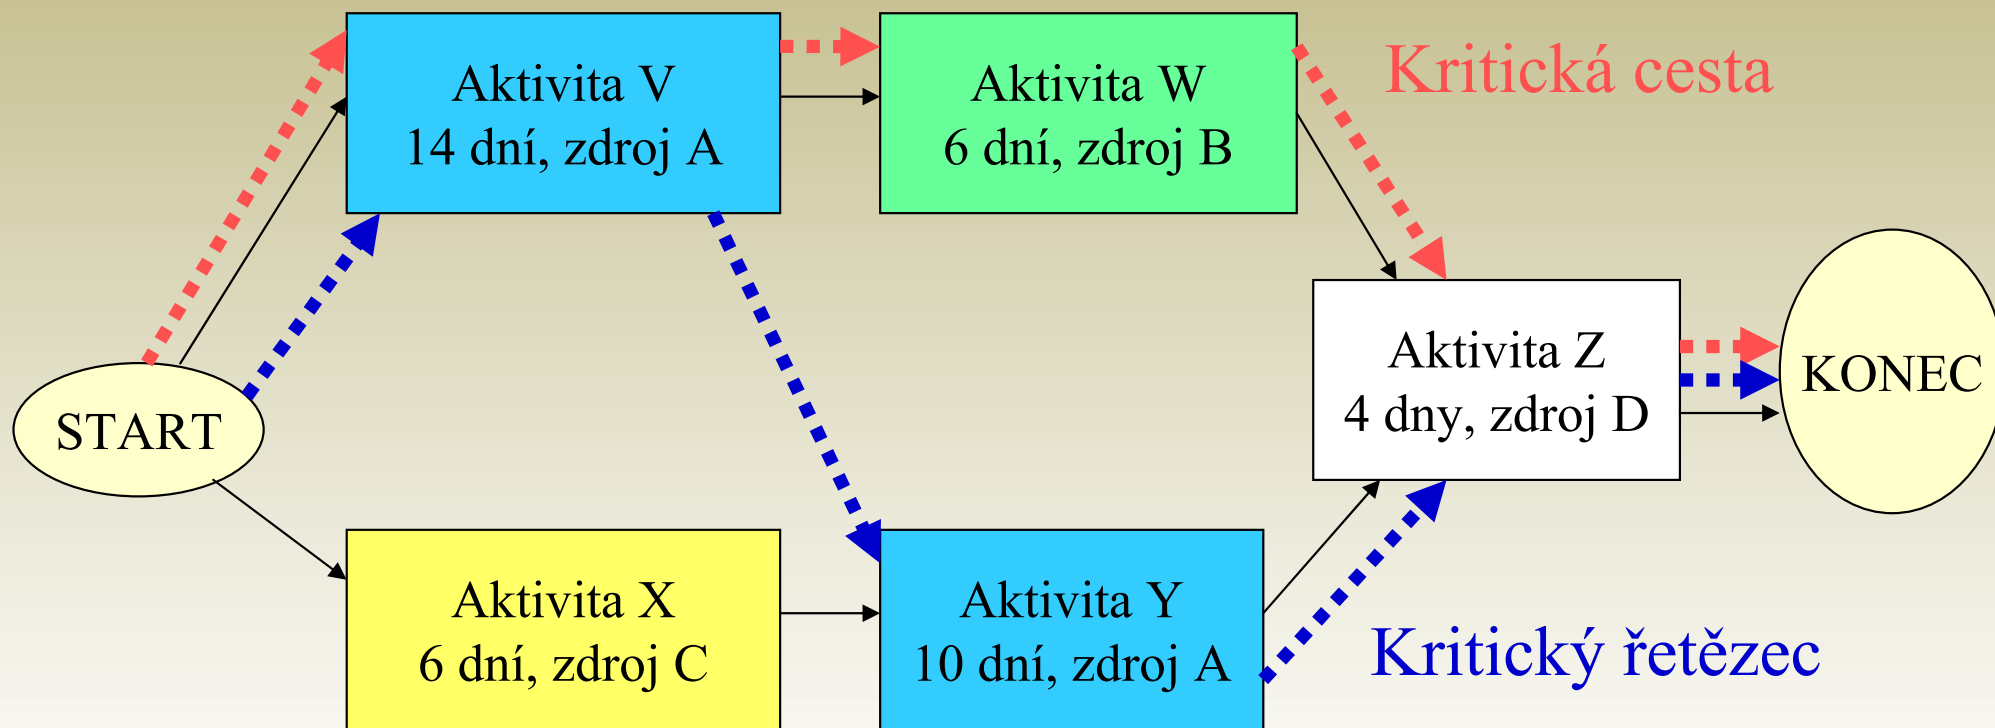 Aktivita V
14 dní, zdroj A
Aktivita W
6 dní, zdroj B
Kritická cesta
START
Aktivita Z
4 dny, zdroj D
KONEC
Aktivita X
6 dní, zdroj C
Aktivita Y
10 dní, zdroj A
Kritický řetězec